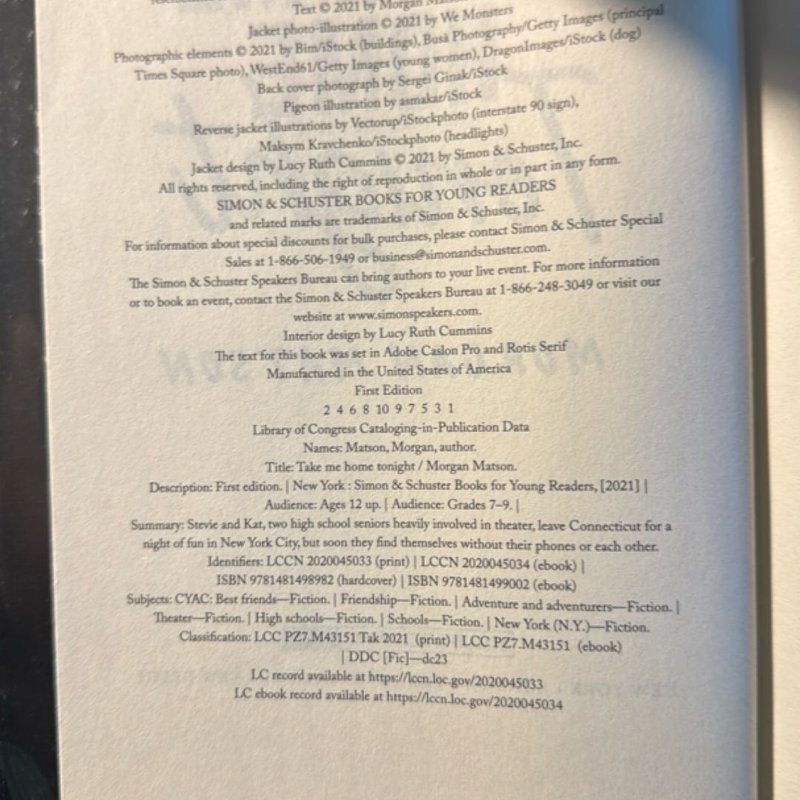 Text © 2021 by Morgan
Jacket photo-illustration © 2021 by We Monsters
Photographic elements © 2021 by Bim/iStock (buildings), Busà Photography/Getty Images (principal
Times Square photo), WestEnd61/Getty Images (young women), DragonImages/iStock (dog)
Back cover photograph by Sergei Ginak/iStock
Pigeon illustration by asmakar/iStock
Reverse jacket illustrations by Vectorup/iStockphoto (interstate 90 sign),
Maksym Kravchenko/iStockphoto (headlights)
Jacket design by Lucy Ruth Cummins © 2021 by Simon & Schuster, Inc.
All rights reserved, including the right of reproduction in whole or in part in any form.
SIMON & SCHUSTER BOOKS FOR YOUNG READERS
and related marks are trademarks of Simon & Schuster, Inc.
For information about special discounts for bulk purchases, please contact Simon & Schuster Special
Sales at 1-866-506-1949 or business@simonandschuster.com.
The Simon & Schuster Speakers Bureau can bring authors to your live event. For more information
or to book an event, contact the Simon & Schuster Speakers Bureau at 1-866-248-3049 or visit our
website at www.simonspeakers.com.
Interior design by Lucy Ruth Cummins
The text for this book was set in Adobe Caslon Pro and Rotis Serif
Manufactured in the United States of America
First Edition
2 4 6 8 10 9 7 5 3 1
Library of Congress Cataloging-in-Publication Data
Names: Matson, Morgan, author.
Title: Take me home tonight / Morgan Matson.
Description: First edition. | New York : Simon & Schuster Books for Young Readers, [2021] |
Audience: Ages 12 up. | Audience: Grades 7–9. |
Summary: Stevie and Kat, two high school seniors heavily involved in theater, leave Connecticut for a
night of fun in New York City, but soon they find themselves without their phones or each other.
Identifiers: LCCN 2020045033 (print) | LCCN 2020045034 (ebook) |
ISBN 9781481498982 (hardcover) | ISBN 9781481499002 (ebook)
Subjects: CYAC: Best friends—Fiction. | Friendship—Fiction. | Adventure and adventurers—Fiction. |
Theater—Fiction. | High schools—Fiction. | Schools—Fiction. | New York (N.Y.)—Fiction.
Classification: LCC PZ7.M43151 Tak 2021 (print) | LCC PZ7.M43151 (ebook)
| DDC [Fic]—dc23
LC record available at https://lccn.loc.gov/2020045033
LC ebook record available at https://lccn.loc.gov/2020045034